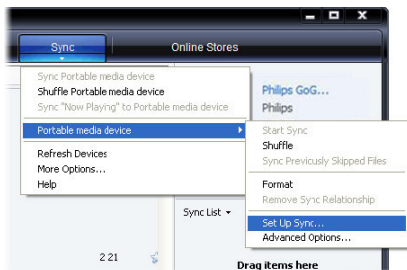 Sync
Online Stores
Sync Portable media device
Shuffle Portable media device
Sync "Now Playing" to Portable media device
Portable media device
Refresh Devices
More Options...
Help
Philips GoG...
Philips
Start Sync
Shuffle
Sync Previously Skipped Files
Format
Remove Sync Relationship
Set Up Sync...
Advanced Options...
Sync List
2 21
Drag items here